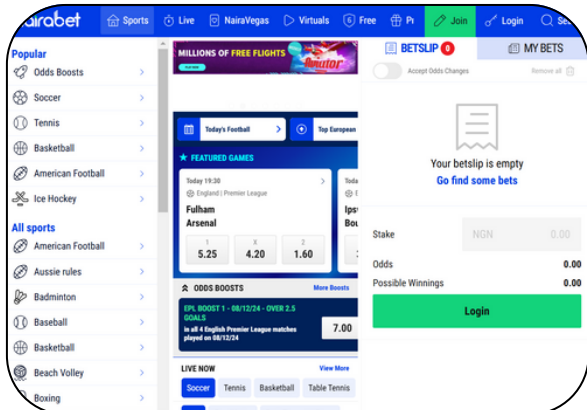 airabet
Sports
Live
NairaVegas
Virtuals
Free
Join
Login
Popular
Odds Boosts
Soccer
Tennis
Basketball
American Football
Ice Hockey
All sports
American Football
Aussie rules
Badminton
Baseball
Basketball
Beach Volley
Boxing
MILLIONS OF FREE FLIGHTS
Aviator
Today's Football
Top European
FEATURED GAMES
Today 19:30
England | Premier League
Fulham
Arsenal
1 X 2
5.25 4.20 1.60
Toda
Ips
Bou
ODDS BOOSTS More Boosts
EPL BOOST 1 - 08/12/24 - OVER 2.5
GOALS
in all 4 English Premier League matches
played on 08/12/24
7.00
LIVE NOW View More
Soccer Tennis Basketball Table Tennis
BETSLIP 0
MY BETS
Accept Odds Changes Remove all
Your betslip is empty
Go find some bets
Stake NGN 0.00
Odds 0.00
Possible Winnings 0.00
Login